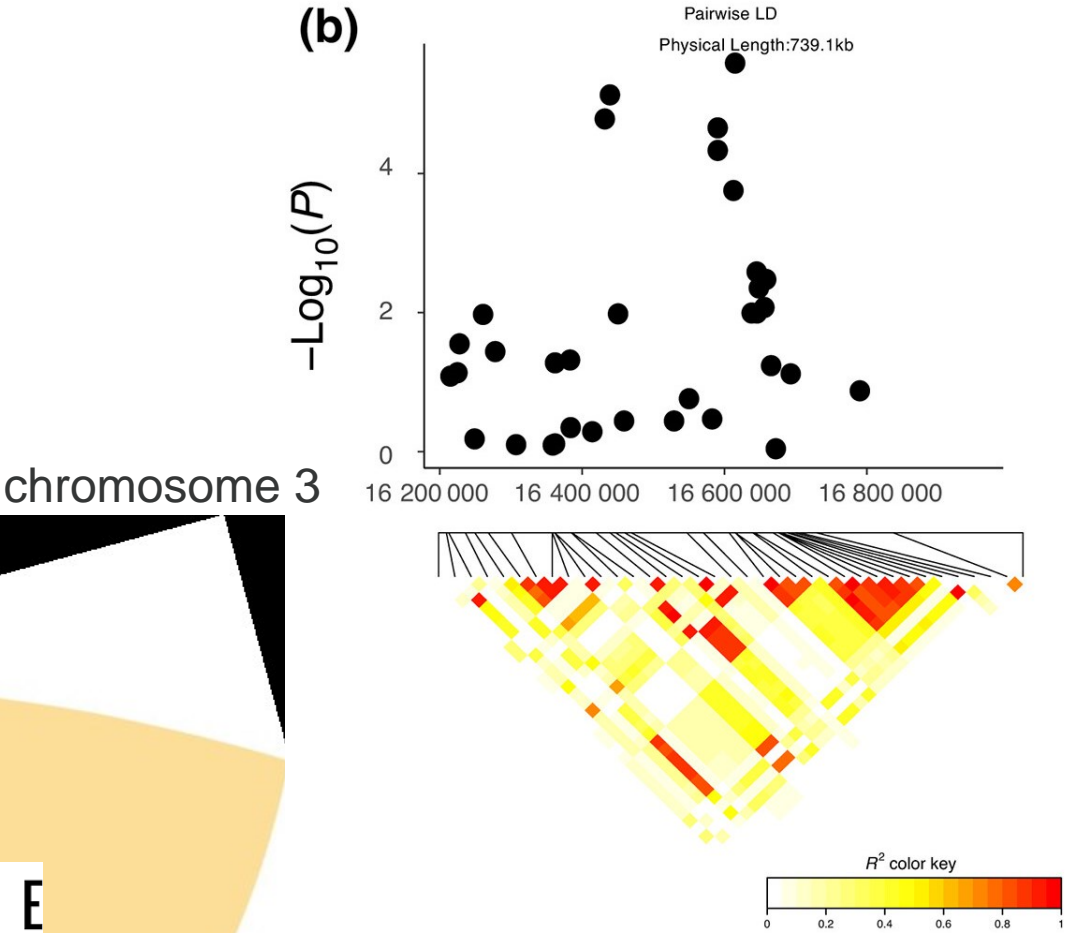 (b)
Pairwise LD
Physical Length:739.1kb
–Log10(P)
4
2
0
16 200 000 16 400 000 16 600 000 16 800 000
chromosome 3
E
R2 color key
0 0.2 0.4 0.6 0.8 1